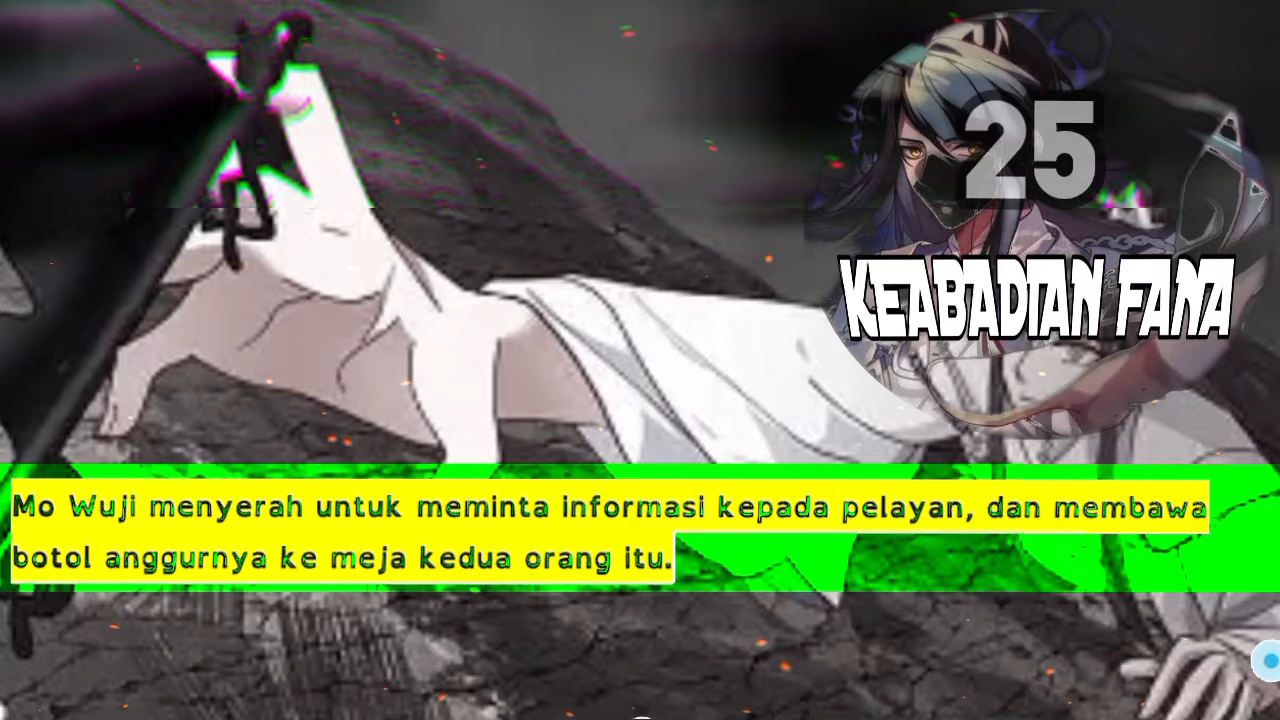 25
KEABADIAN FANA
Mo Wuji menyerah untuk meminta informasi kepada pelayan, dan membawa
botol anggurnya ke meja kedua orang itu.